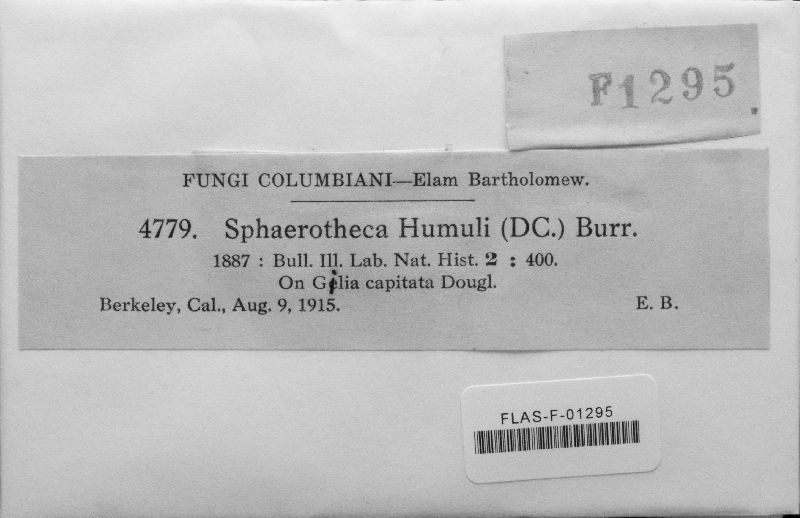 F1295
FUNGI COLUMBIANI—Elam Bartholomew.
4779. Sphaerotheca Humuli (DC.) Burr.
1887 : Bull. Ill. Lab. Nat. Hist. 2 : 400.
On Gilia capitata Dougl.
Berkeley, Cal., Aug. 9, 1915. E. B.
FLAS-F-01295